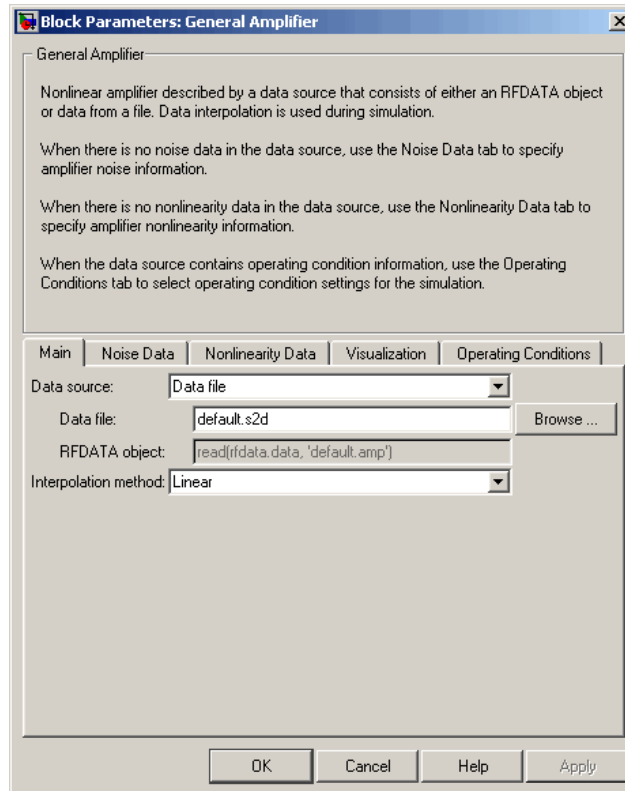 Block Parameters: General Amplifier
General Amplifier
Nonlinear amplifier described by a data source that consists of either an RFDATA object
or data from a file. Data interpolation is used during simulation.
When there is no noise data in the data source, use the Noise Data tab to specify
amplifier noise information.
When there is no nonlinearity data in the data source, use the Nonlinearity Data tab to
specify amplifier nonlinearity information.
When the data source contains operating condition information, use the Operating
Conditions tab to select operating condition settings for the simulation.
Main Noise Data Nonlinearity Data Visualization Operating Conditions
Data source: Data file
Data file: default.s2d Browse ...
RFDATA object: read(rfdata.data, 'default.amp')
Interpolation method: Linear
OK Cancel Help Apply